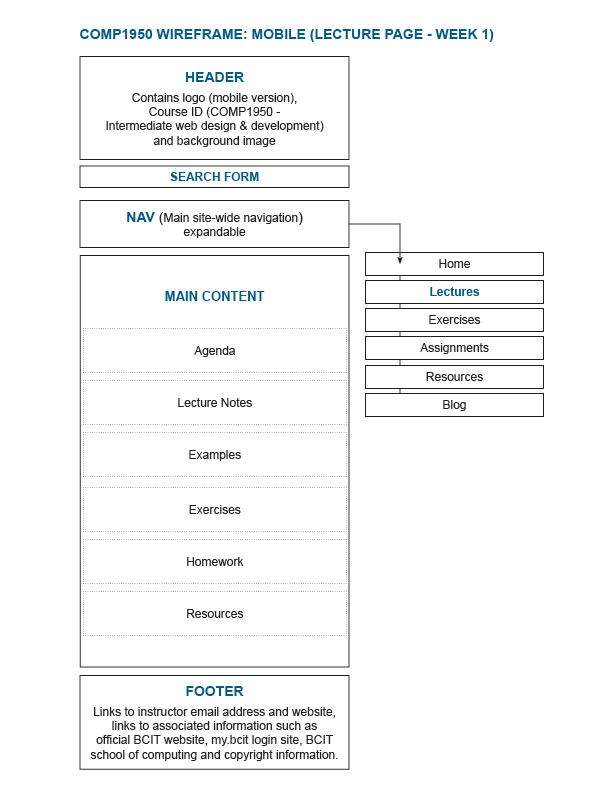 COMP1950 WIREFRAME: MOBILE (LECTURE PAGE - WEEK 1)
HEADER
Contains logo (mobile version),
Course ID (COMP1950 -
Intermediate web design & development)
and background image
SEARCH FORM
NAV (Main site-wide navigation)
expandable
Home
Lectures
Exercises
Assignments
Resources
Blog
MAIN CONTENT
Agenda
Lecture Notes
Examples
Exercises
Homework
Resources
FOOTER
Links to instructor email address and website,
links to associated information such as
official BCIT website, my.bcit login site, BCIT
school of computing and copyright information.